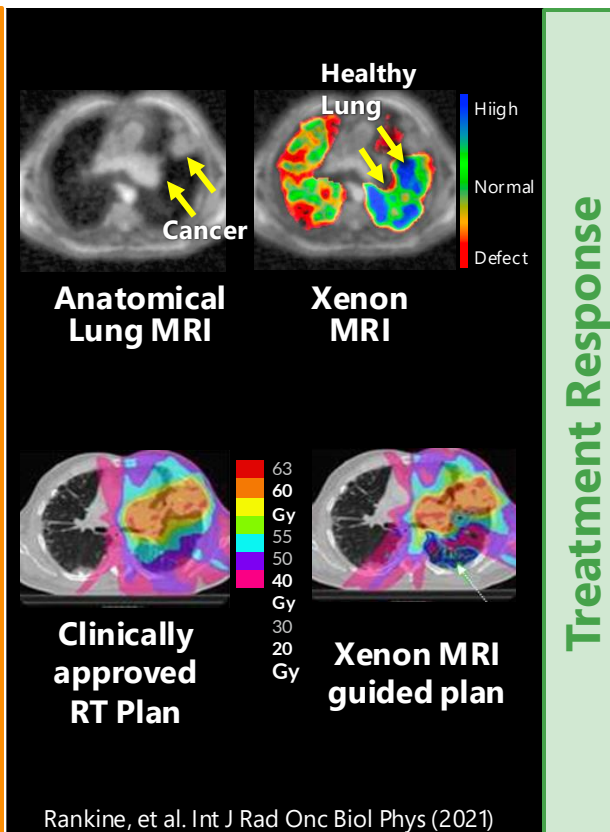 Healthy
Lung
Hiigh
Normal
Defect
Cancer
Anatomical
Lung MRI
Xenon
MRI
63
60
Gy
55
50
40
Gy
30
20
Gy
Clinically
approved
RT Plan
Xenon MRI
guided plan
Treatment Response
Rankine, et al. Int J Rad Onc Biol Phys (2021)